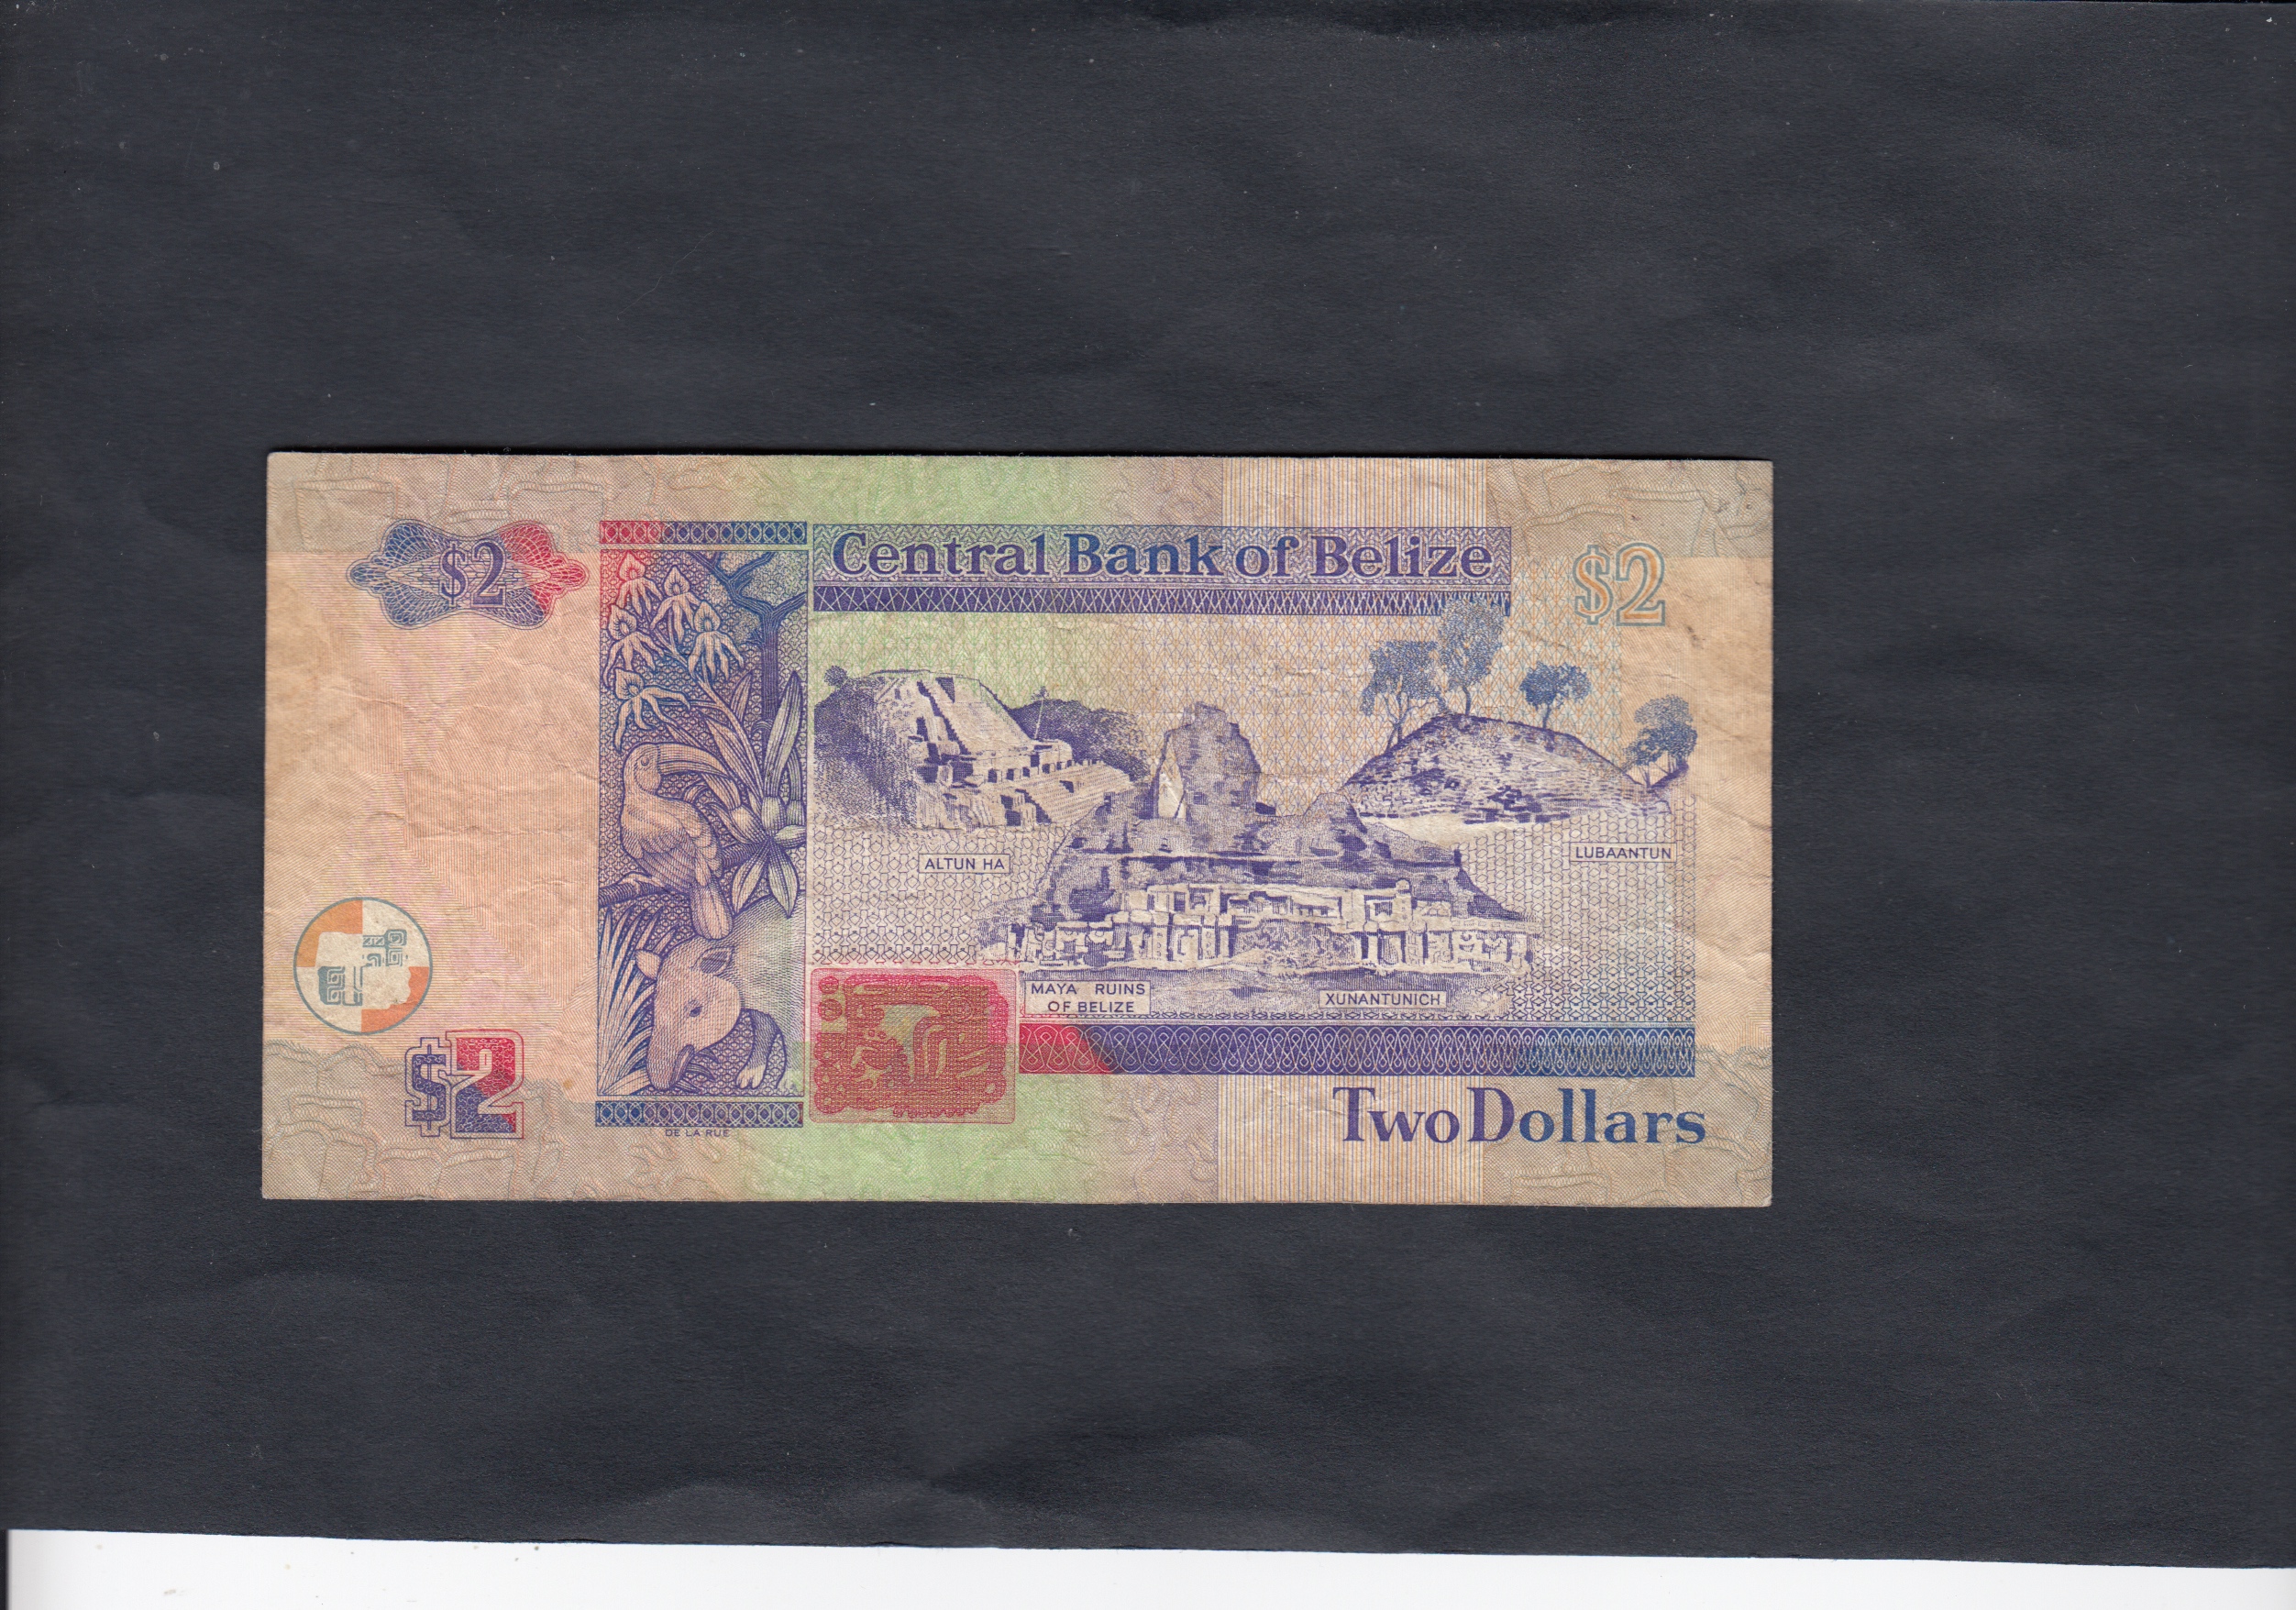 $2
Central Bank of Belize
$2
ALTUN HA
LUBAANTUN
MAYA RUINS
OF BELIZE
XUNANTUNICH
$2
Two Dollars
DE LA RUE